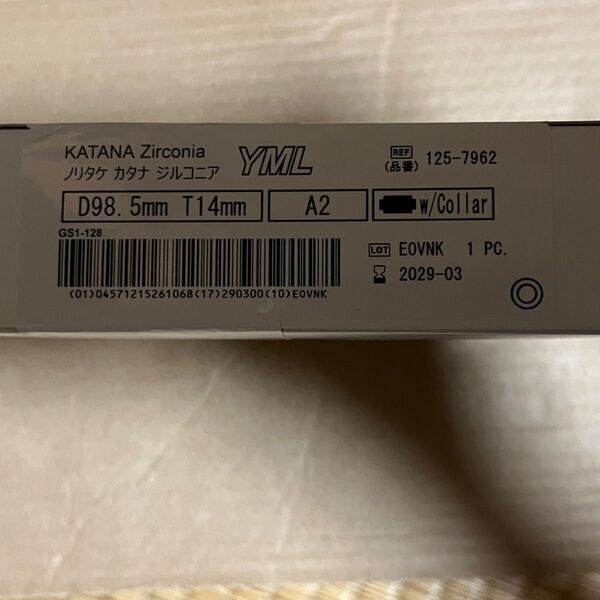 KATANA Zirconia YML
ノリタケ カタナ ジルコニア
REF
(品番) 125-7962
D98.5mm T14mm A2 w/Collar
GS1-128
LOT EOVNK 1 PC.
2029-03
(01)04571215261068(17)290300(10)EOVNK